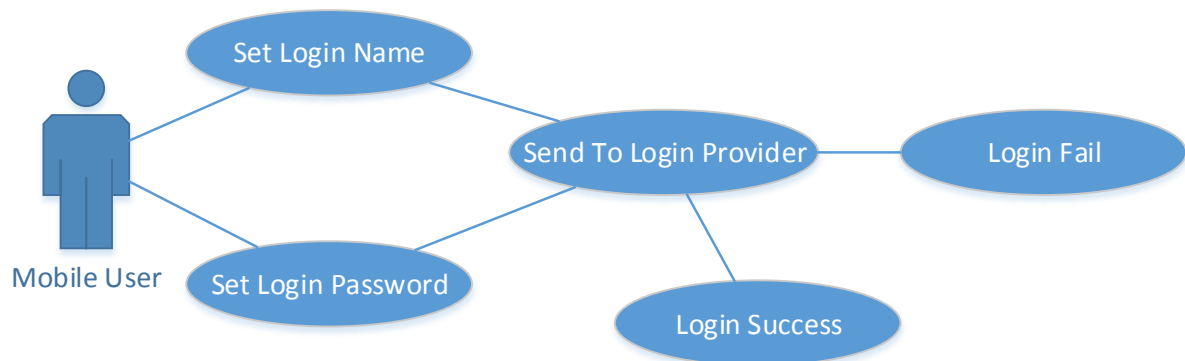 Set Login Name
Send To Login Provider
Login Fail
Mobile User
Set Login Password
Login Success